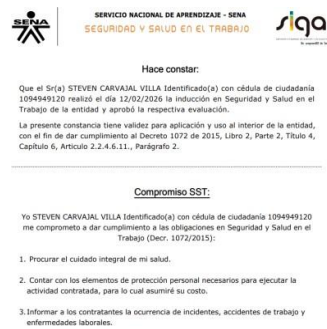 SENA
SERVICIO NACIONAL DE APRENDIZAJE - SENA
SEGURIDAD Y SALUD EN EL TRABAJO
siga
Hace constar:
Que el Sr(a) STEVEN CARVAJAL VILLA Identificado(a) con cédula de ciudadanía
1094949120 realizó el día 12/02/2026 la inducción en Seguridad y Salud en el
Trabajo de la entidad y aprobó la respectiva evaluación.
La presente constancia tiene validez para aplicación y uso al interior de la entidad,
con el fin de dar cumplimiento al Decreto 1072 de 2015, Libro 2, Parte 2, Título 4,
Capítulo 6, Articulo 2.2.4.6.11., Parágrafo 2.
Compromiso SST:
Yo STEVEN CARVAJAL VILLA Identificado(a) con cédula de ciudadanía 1094949120
me comprometo a dar cumplimiento a las obligaciones en Seguridad y Salud en el
Trabajo (Decr. 1072/2015):
1. Procurar el cuidado integral de mi salud.
2. Contar con los elementos de protección personal necesarios para ejecutar la
actividad contratada, para lo cual asumiré su costo.
3. Informar a los contratantes la ocurrencia de incidentes, accidentes de trabajo y
enfermedades laborales.